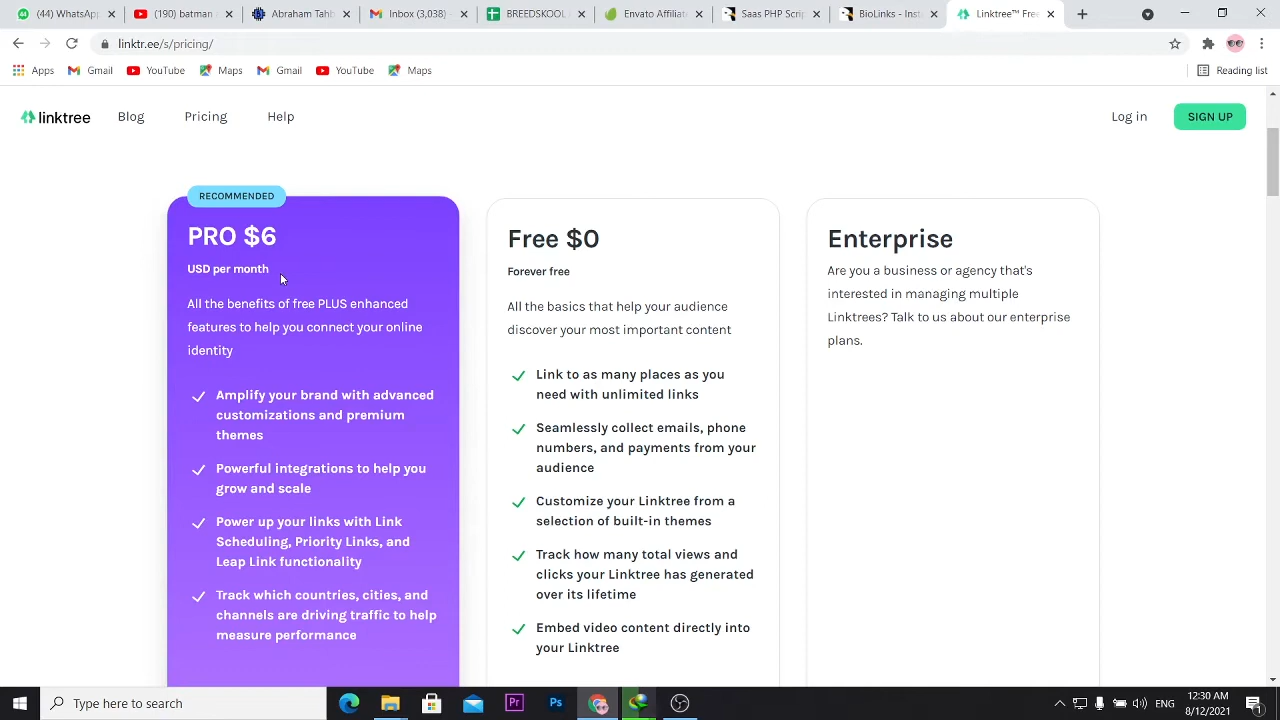 (44) WhatsApp
(190) batman
Abraham Tah
Inbox (3,038)
BREEDSKOOL
Envato Affiliat
Saas PHP Scrip
BioLinks - Inst
Linktree™ Free
linktr.ee/s/pricing/
Apps
Gmail
YouTube
Maps
Gmail
YouTube
Maps
Reading list
linktree
Blog
Pricing
Help
Log in
SIGN UP
RECOMMENDED
PRO $6
USD per month
All the benefits of free PLUS enhanced
features to help you connect your online
identity
Amplify your brand with advanced
customizations and premium
themes
Powerful integrations to help you
grow and scale
Power up your links with Link
Scheduling, Priority Links, and
Leap Link functionality
Track which countries, cities, and
channels are driving traffic to help
measure performance
Free $0
Forever free
All the basics that help your audience
discover your most important content
Link to as many places as you
need with unlimited links
Seamlessly collect emails, phone
numbers, and payments from your
audience
Customize your Linktree from a
selection of built-in themes
Track how many total views and
clicks your Linktree has generated
over its lifetime
Embed video content directly into
your Linktree
Enterprise
Are you a business or agency that's
interested in managing multiple
Linktrees? Talk to us about our enterprise
plans.
Type here to search
Pr
Ps
ENG
12:30 AM
8/12/2021